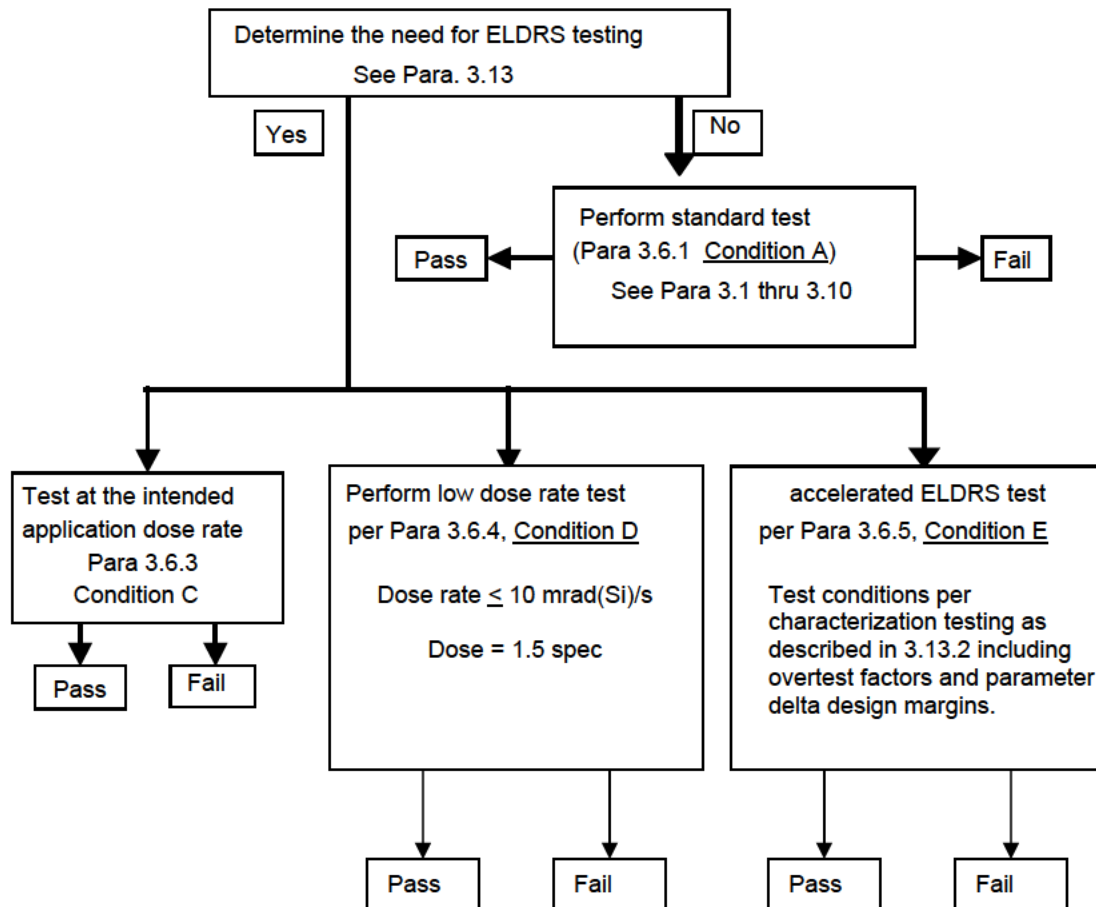 Determine the need for ELDRS testing
See Para. 3.13
Yes
No
Perform standard test
(Para 3.6.1 Condition A)
See Para 3.1 thru 3.10
Pass
Fail
Test at the intended
application dose rate
Para 3.6.3
Condition C
Pass
Fail
Perform low dose rate test
per Para 3.6.4, Condition D
Dose rate ≤ 10 mrad(Si)/s
Dose = 1.5 spec
Pass
Fail
accelerated ELDRS test
per Para 3.6.5, Condition E
Test conditions per
characterization testing as
described in 3.13.2 including
overtest factors and parameter
delta design margins.
Pass
Fail